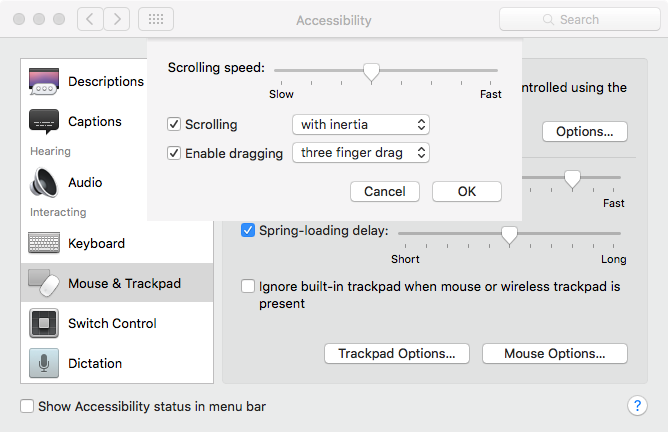 Accessibility
Search
Scrolling speed:
Slow
Fast
Scrolling
with inertia
Enable dragging
three finger drag
Cancel
OK
Descriptions
Captions
Hearing
Audio
Interacting
Keyboard
Mouse & Trackpad
Switch Control
Dictation
ntrolled using the
Options...
Fast
Spring-loading delay:
Short
Long
Ignore built-in trackpad when mouse or wireless trackpad is
present
Trackpad Options...
Mouse Options...
Show Accessibility status in menu bar
?